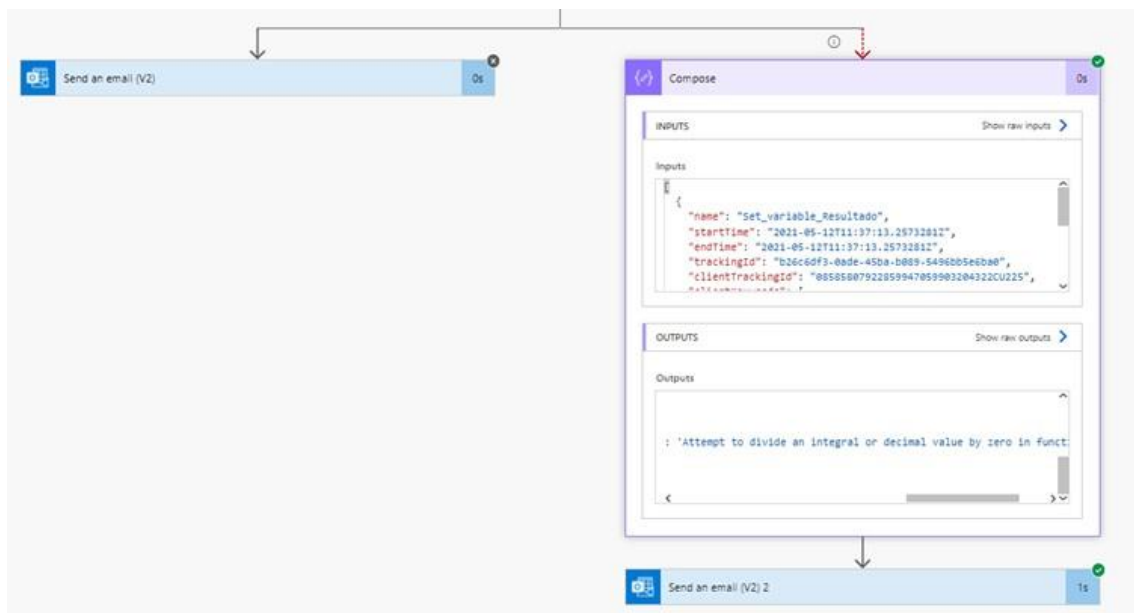 Send an email (V2)
0s
Compose
0s
INPUTS
Show raw inputs
Inputs
[
{
"name": "Set_variable_Resultado",
"startTime": "2021-05-12T11:37:13.2573281Z",
"endTime": "2021-05-12T11:37:13.2573281Z",
"trackingId": "b26c6df3-0ade-45ba-b089-5496bb5e6ba0",
"clientTrackingId": "08585807922859947059903204322CU225",
OUTPUTS
Show raw outputs
Outputs
: 'Attempt to divide an integral or decimal value by zero in funct
Send an email (V2) 2
1s